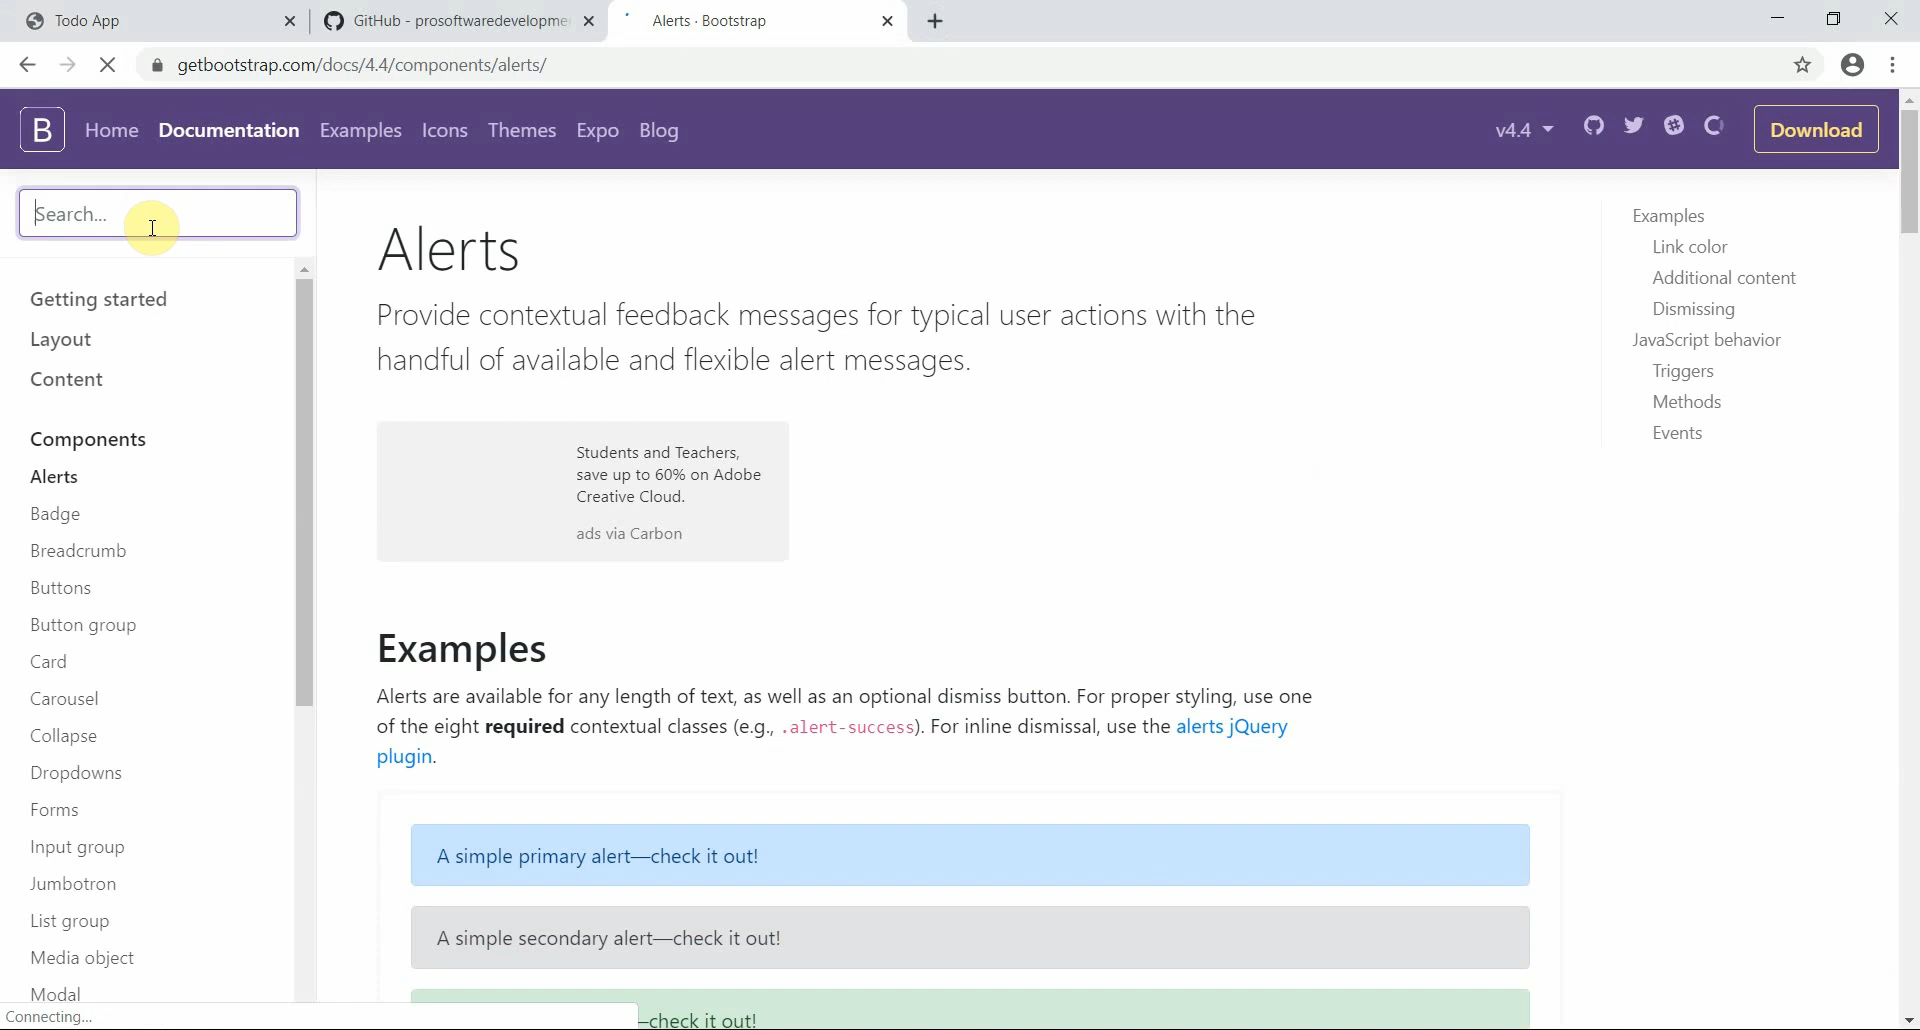 Todo App
GitHub - prosoftwaredevelopme
Alerts · Bootstrap
getbootstrap.com/docs/4.4/components/alerts/
B
Home
Documentation
Examples
Icons
Themes
Expo
Blog
v4.4
Download
Search...
Getting started
Layout
Content
Components
Alerts
Badge
Breadcrumb
Buttons
Button group
Card
Carousel
Collapse
Dropdowns
Forms
Input group
Jumbotron
List group
Media object
Modal
Connecting...
Alerts
Provide contextual feedback messages for typical user actions with the
handful of available and flexible alert messages.
Students and Teachers,
save up to 60% on Adobe
Creative Cloud.
ads via Carbon
Examples
Alerts are available for any length of text, as well as an optional dismiss button. For proper styling, use one
of the eight required contextual classes (e.g., .alert-success). For inline dismissal, use the alerts jQuery
plugin.
A simple primary alert—check it out!
A simple secondary alert—check it out!
—check it out!
Examples
Link color
Additional content
Dismissing
JavaScript behavior
Triggers
Methods
Events